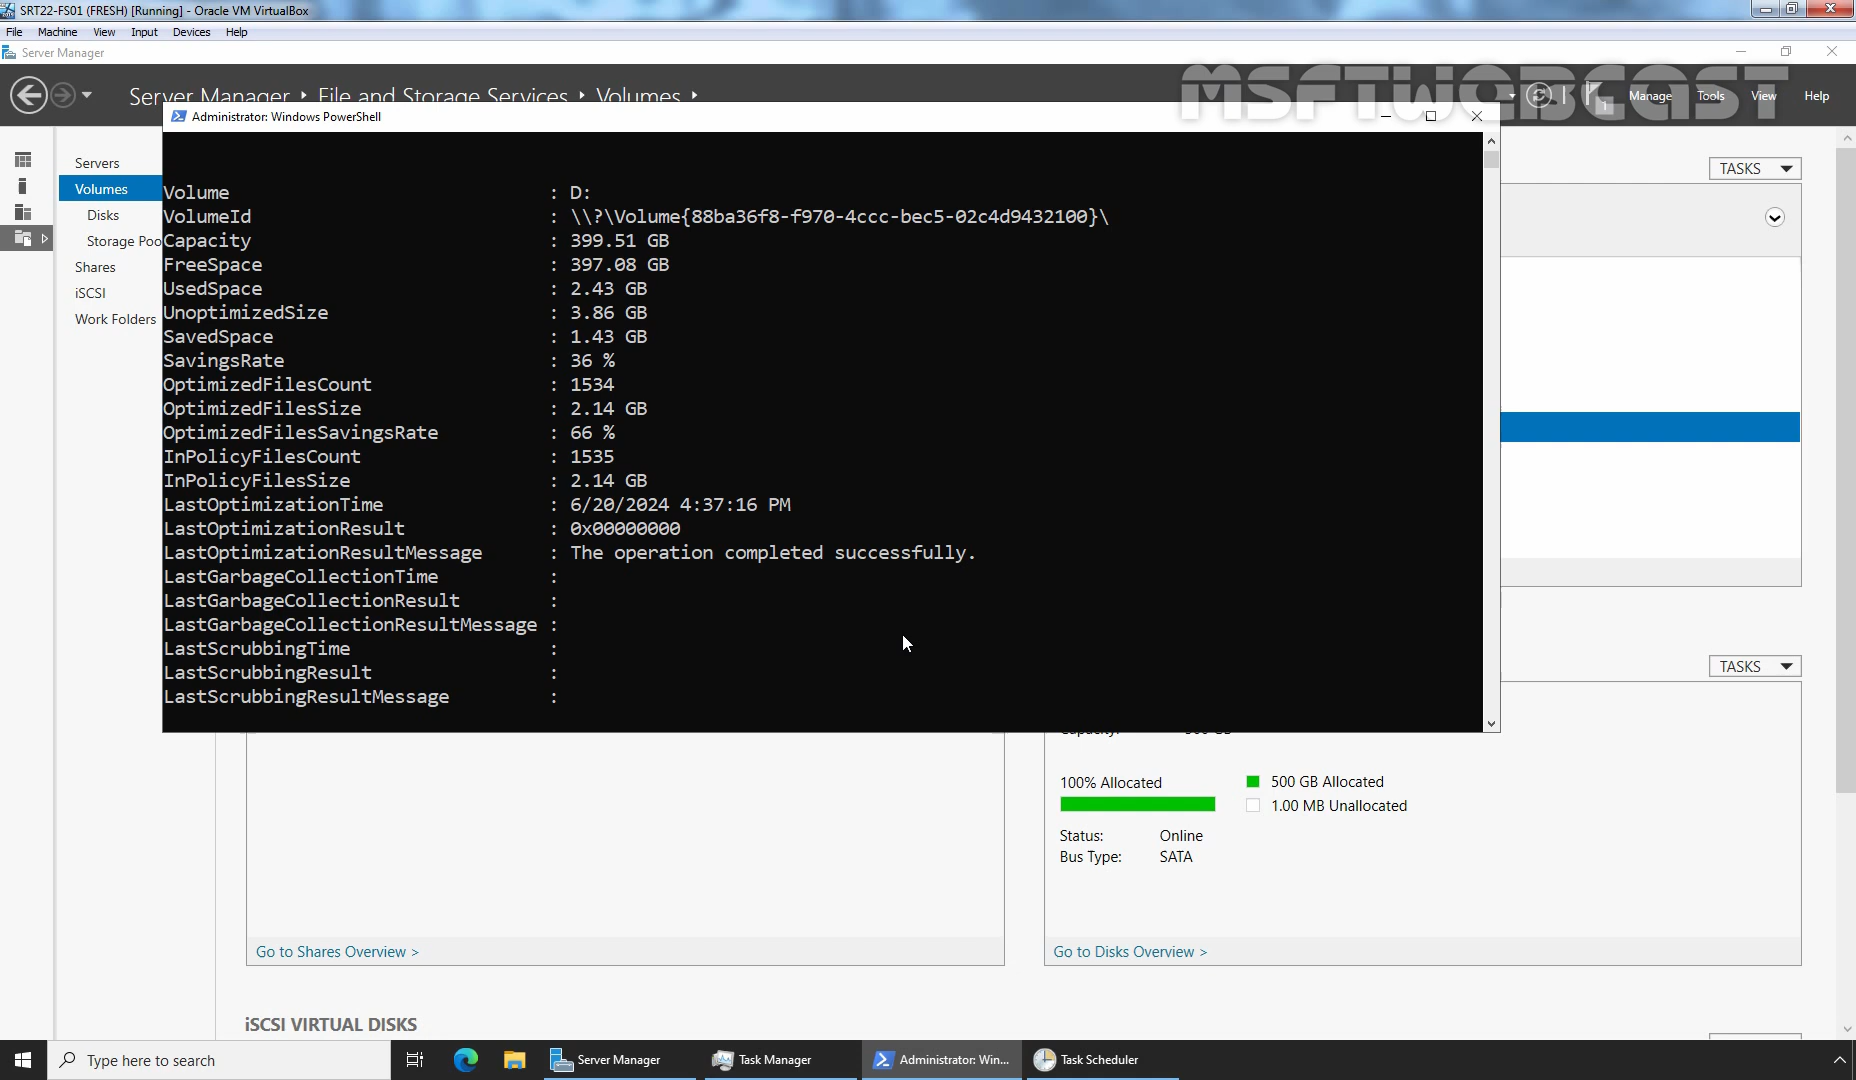 SRT22-FS01 (FRESH) [Running] - Oracle VM VirtualBox
File Machine View Input Devices Help
Server Manager
Server Manager • File and Storage Services • Volumes •
MSFTWEBCAST
Manage Tools View Help
Administrator: Windows PowerShell
Servers
Volumes
Disks
Storage Poo
Shares
iSCSI
Work Folders
TASKS
Volume : D:
VolumeId : \\?\Volume{88ba36f8-f970-4ccc-bec5-02c4d9432100}\
Capacity : 399.51 GB
FreeSpace : 397.08 GB
UsedSpace : 2.43 GB
UnoptimizedSize : 3.86 GB
SavedSpace : 1.43 GB
SavingsRate : 36 %
OptimizedFilesCount : 1534
OptimizedFilesSize : 2.14 GB
OptimizedFilesSavingsRate : 66 %
InPolicyFilesCount : 1535
InPolicyFilesSize : 2.14 GB
LastOptimizationTime : 6/20/2024 4:37:16 PM
LastOptimizationResult : 0x00000000
LastOptimizationResultMessage : The operation completed successfully.
LastGarbageCollectionTime :
LastGarbageCollectionResult :
LastGarbageCollectionResultMessage :
LastScrubbingTime :
LastScrubbingResult :
LastScrubbingResultMessage :
TASKS
100% Allocated
500 GB Allocated
1.00 MB Unallocated
Status: Online
Bus Type: SATA
Go to Shares Overview >
Go to Disks Overview >
iSCSI VIRTUAL DISKS
Type here to search
Server Manager
Task Manager
Administrator: Win...
Task Scheduler